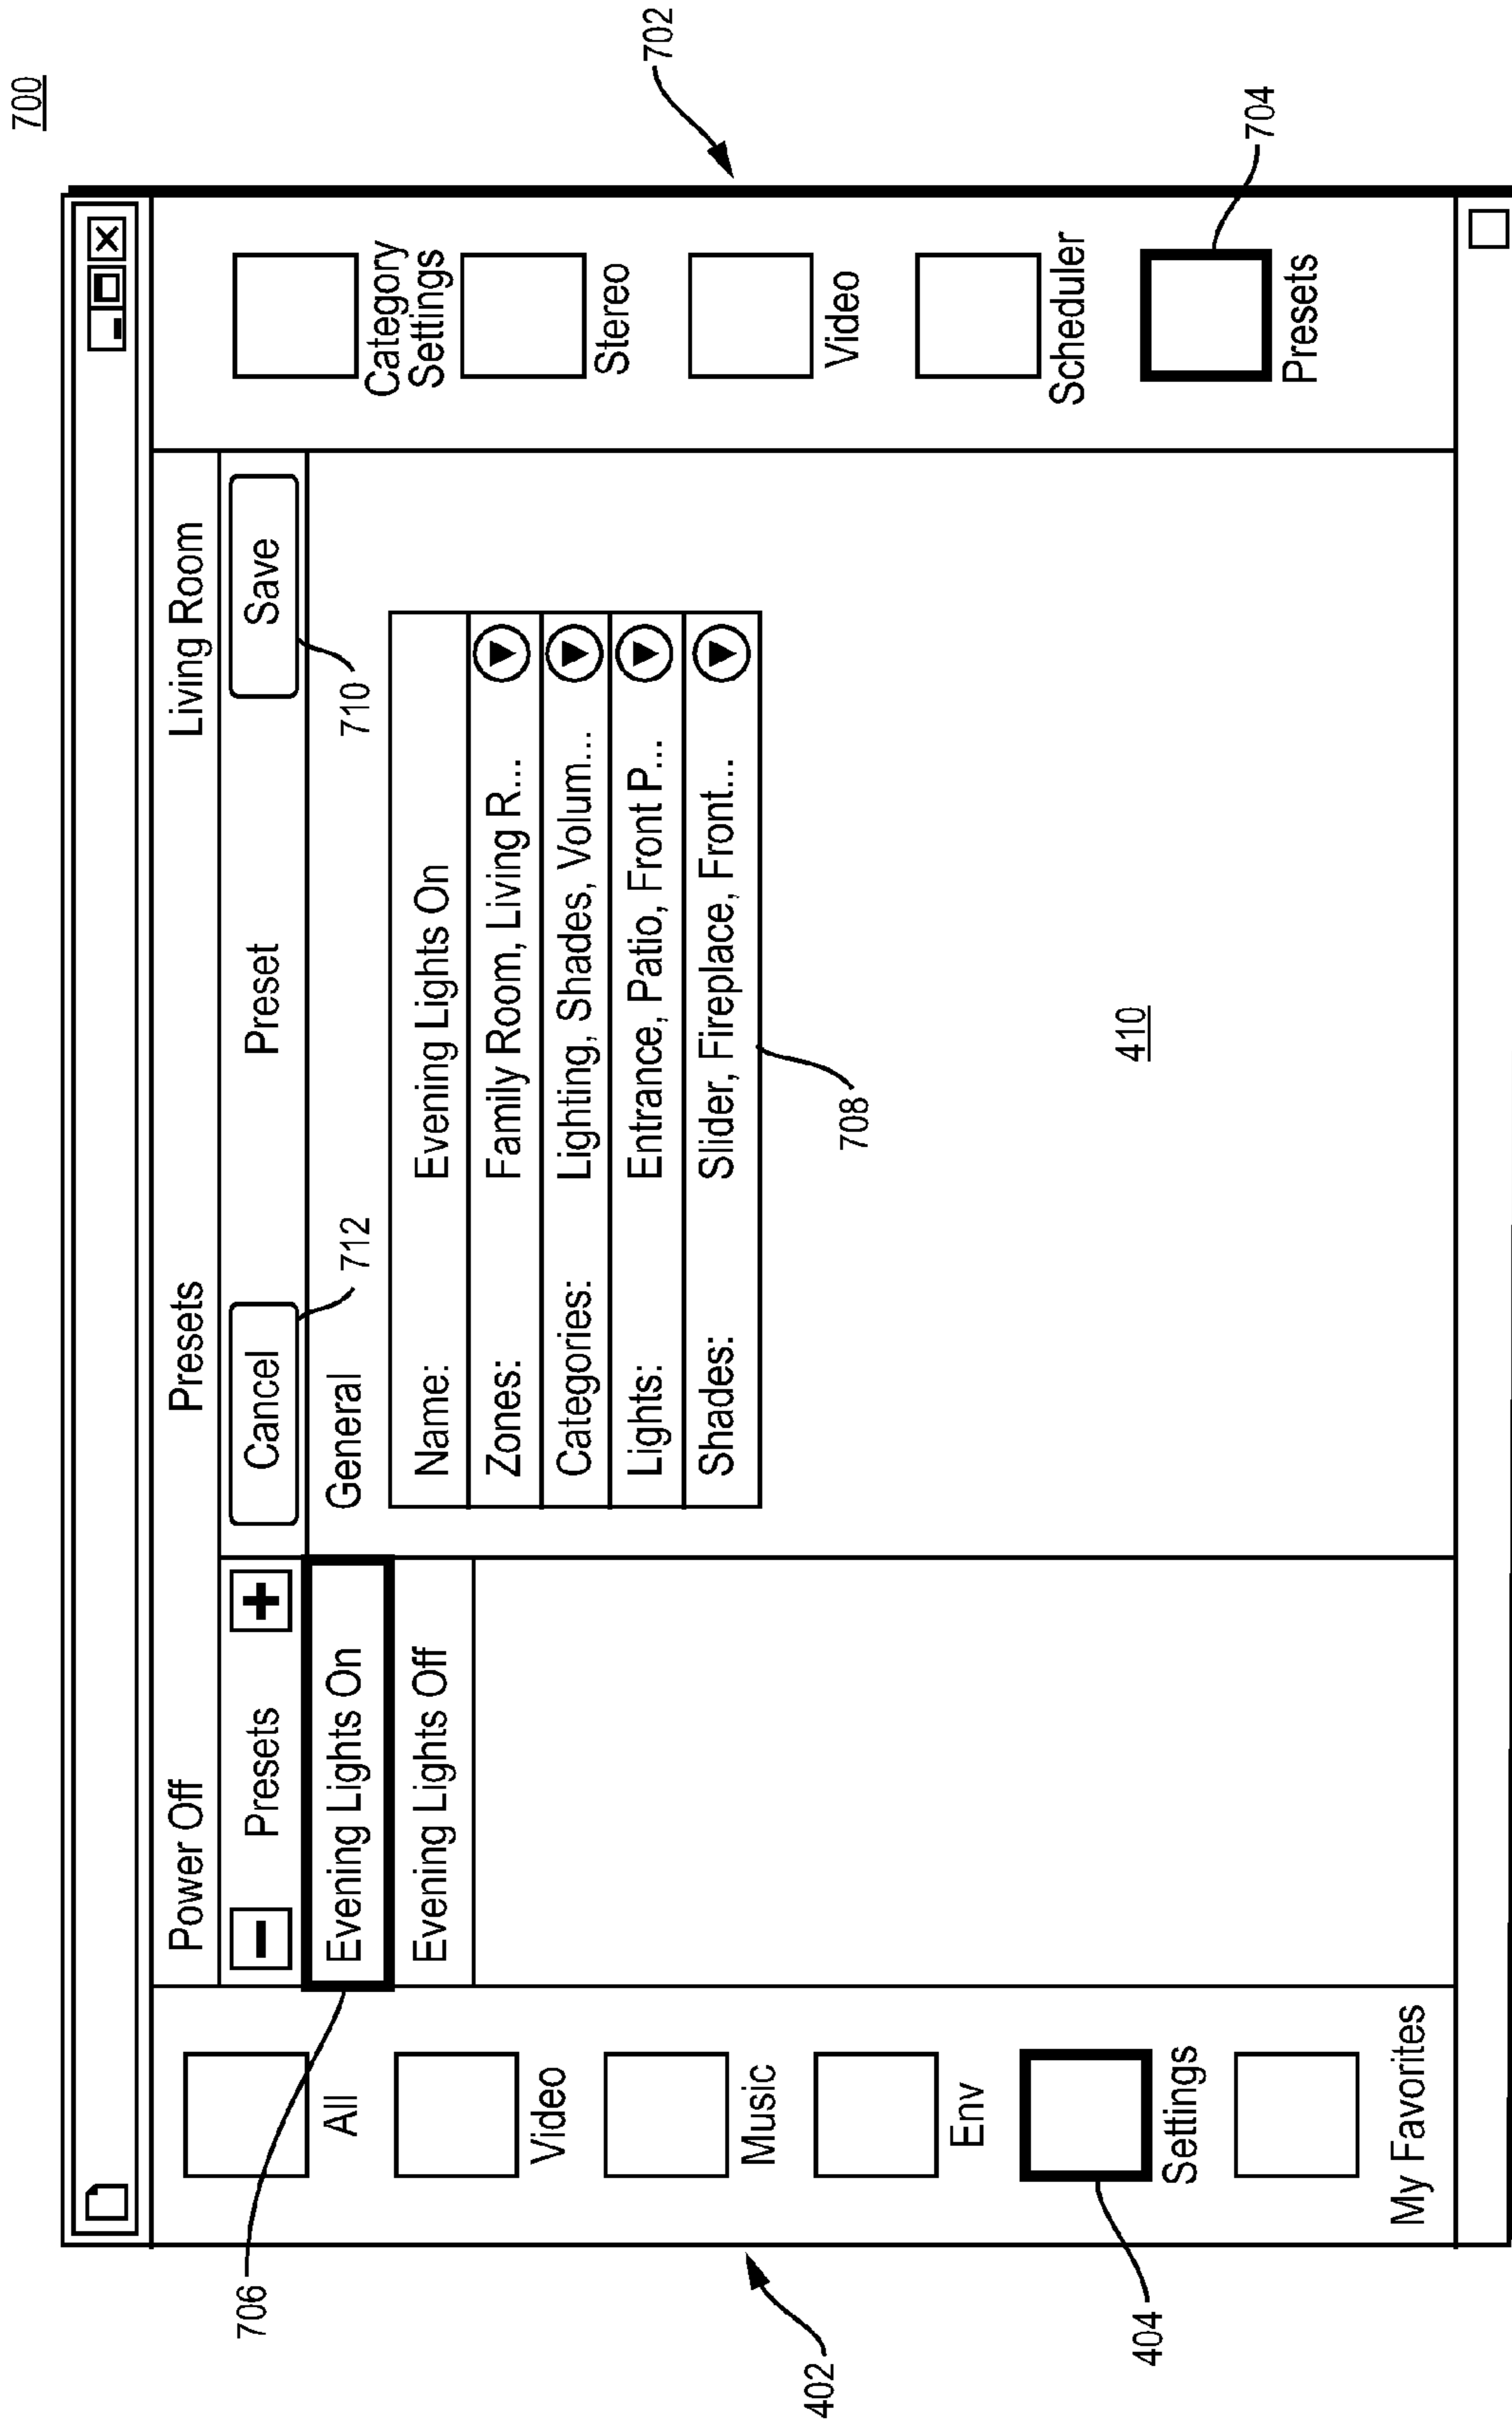 700
Power Off Presets Living Room
Presets
Cancel Preset Save
Evening Lights On
Evening Lights Off
General
712
710
Name: Evening Lights On
Zones: Family Room, Living R...
Categories: Lighting, Shades, Volum...
Lights: Entrance, Patio, Front P...
Shades: Slider, Fireplace, Front...
708
410
All
Video
Music
Env
Settings
My Favorites
Category
Settings
Stereo
Video
Scheduler
Presets
706
402
404
702
704